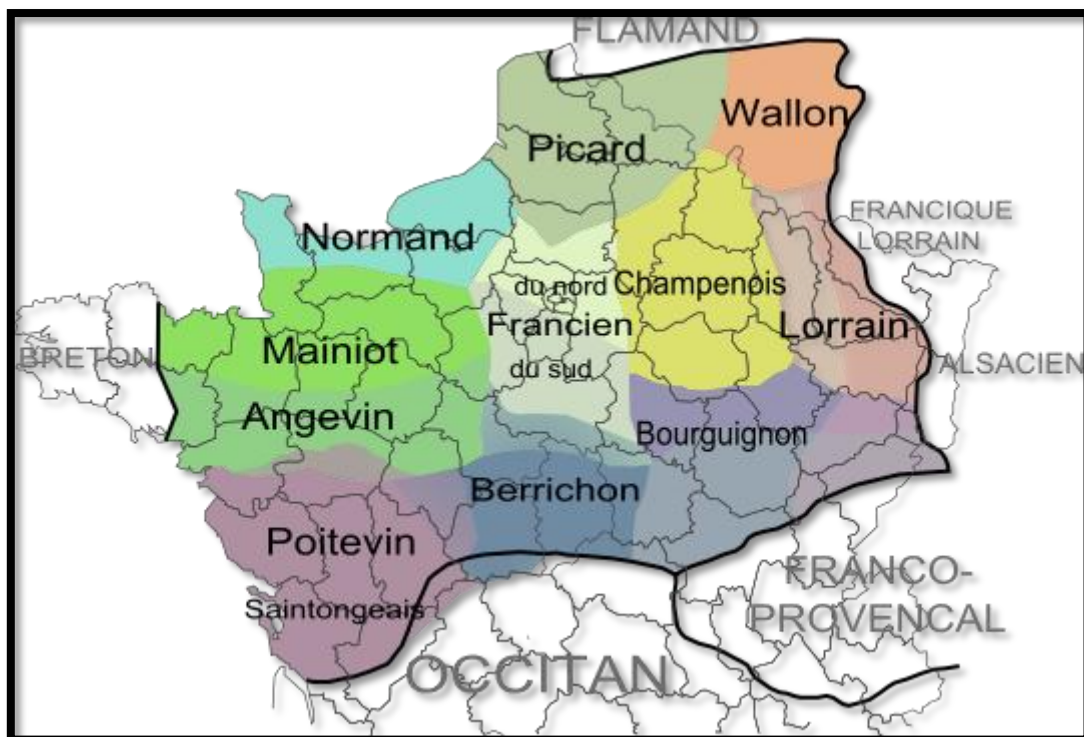 FLAMAND
Wallon
Picard
FRANCIQUE
LORRAIN
Normand
du nord
Champenois
Francien
Lorrain
Mainiot
BRETON
du sud
ALSACIEN
Angevin
Bourguignon
Berrichon
Poitevin
FRANCO-
PROVENCAL
Saintongeais
OCCITAN